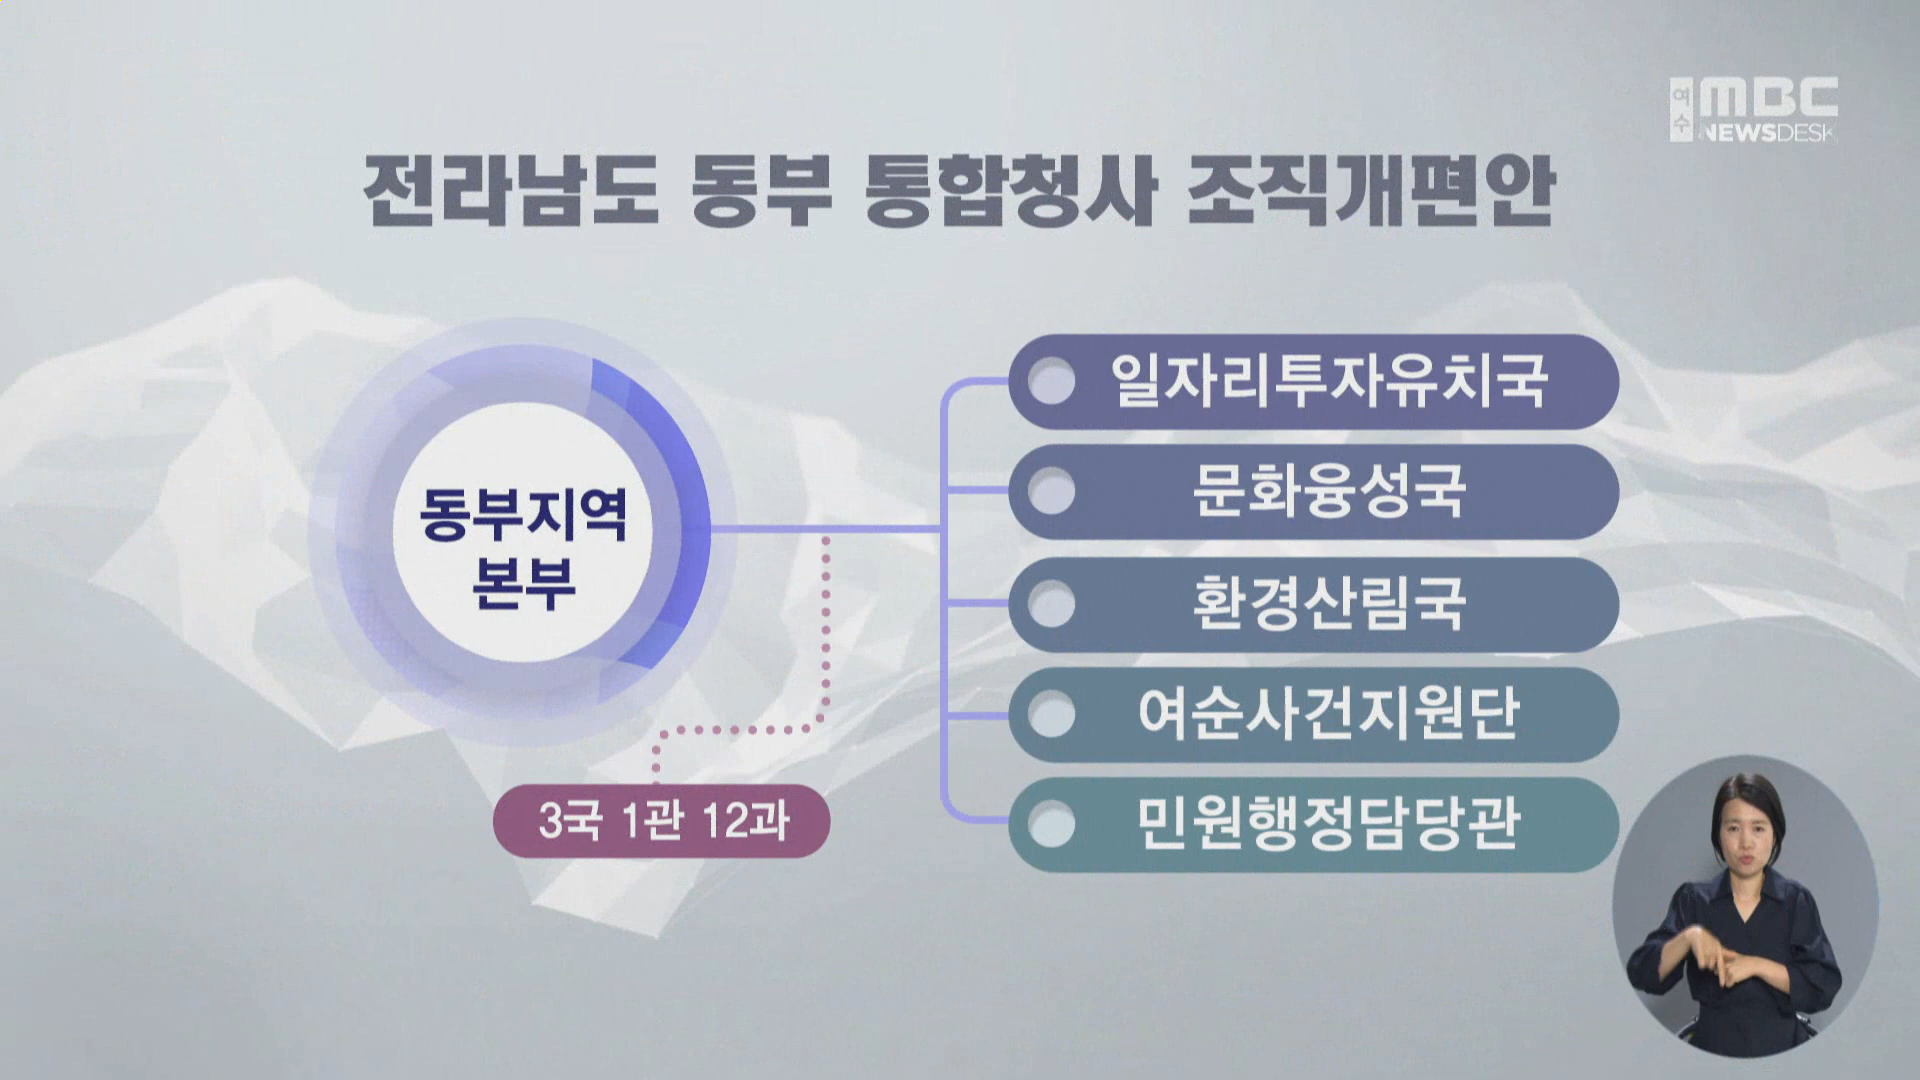 여수 MBC
NEWSDESK
전라남도 동부 통합청사 조직개편안
동부지역
본부
3국 1관 12과
일자리투자유치국
문화융성국
환경산림국
여순사건지원단
민원행정담당관